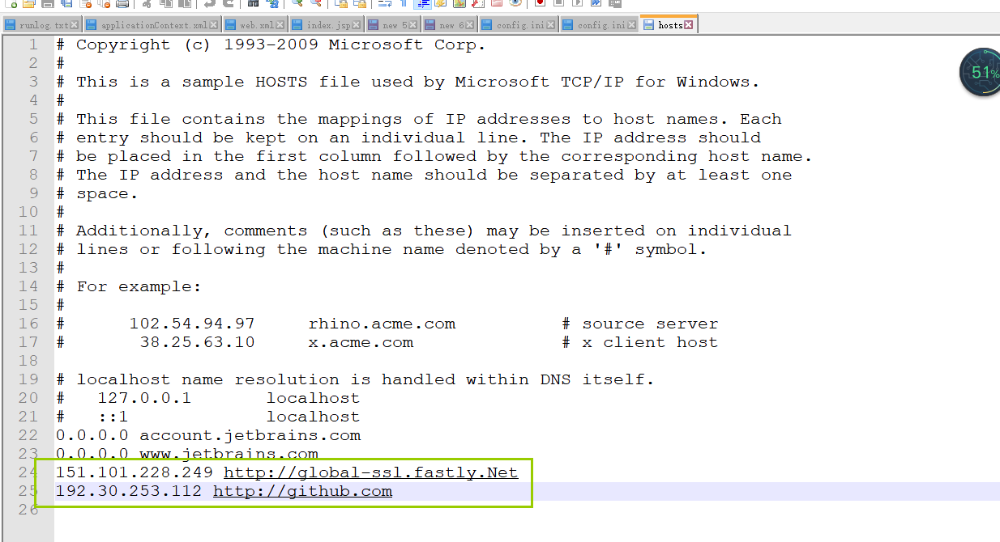 runlog.txt applicationContext.xml web.xml index.jsp new 5 new 6 config.ini config.ini hosts
1 # Copyright (c) 1993-2009 Microsoft Corp.
2 #
3 # This is a sample HOSTS file used by Microsoft TCP/IP for Windows.
4 #
5 # This file contains the mappings of IP addresses to host names. Each
6 # entry should be kept on an individual line. The IP address should
7 # be placed in the first column followed by the corresponding host name.
8 # The IP address and the host name should be separated by at least one
9 # space.
10 #
11 # Additionally, comments (such as these) may be inserted on individual
12 # lines or following the machine name denoted by a '#' symbol.
13 #
14 # For example:
15 #
16 #      102.54.94.97     rhino.acme.com          # source server
17 #       38.25.63.10     x.acme.com              # x client host
18
19 # localhost name resolution is handled within DNS itself.
20 #   127.0.0.1       localhost
21 #   ::1             localhost
22 0.0.0.0 account.jetbrains.com
23 0.0.0.0 www.jetbrains.com
24 151.101.228.249 http://global-ssl.fastly.Net
25 192.30.253.112 http://github.com
26
51%